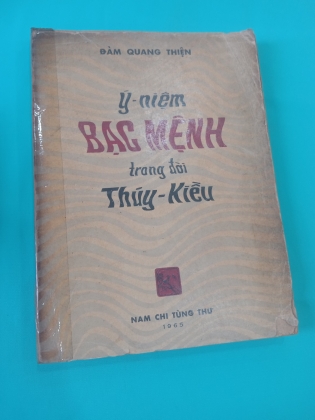 ĐÀM QUANG THIỆN
Ý-niệm
BẠC MỆNH
trong đời
Thúy-Kiều
NAM CHI TÙNG THƯ
1965